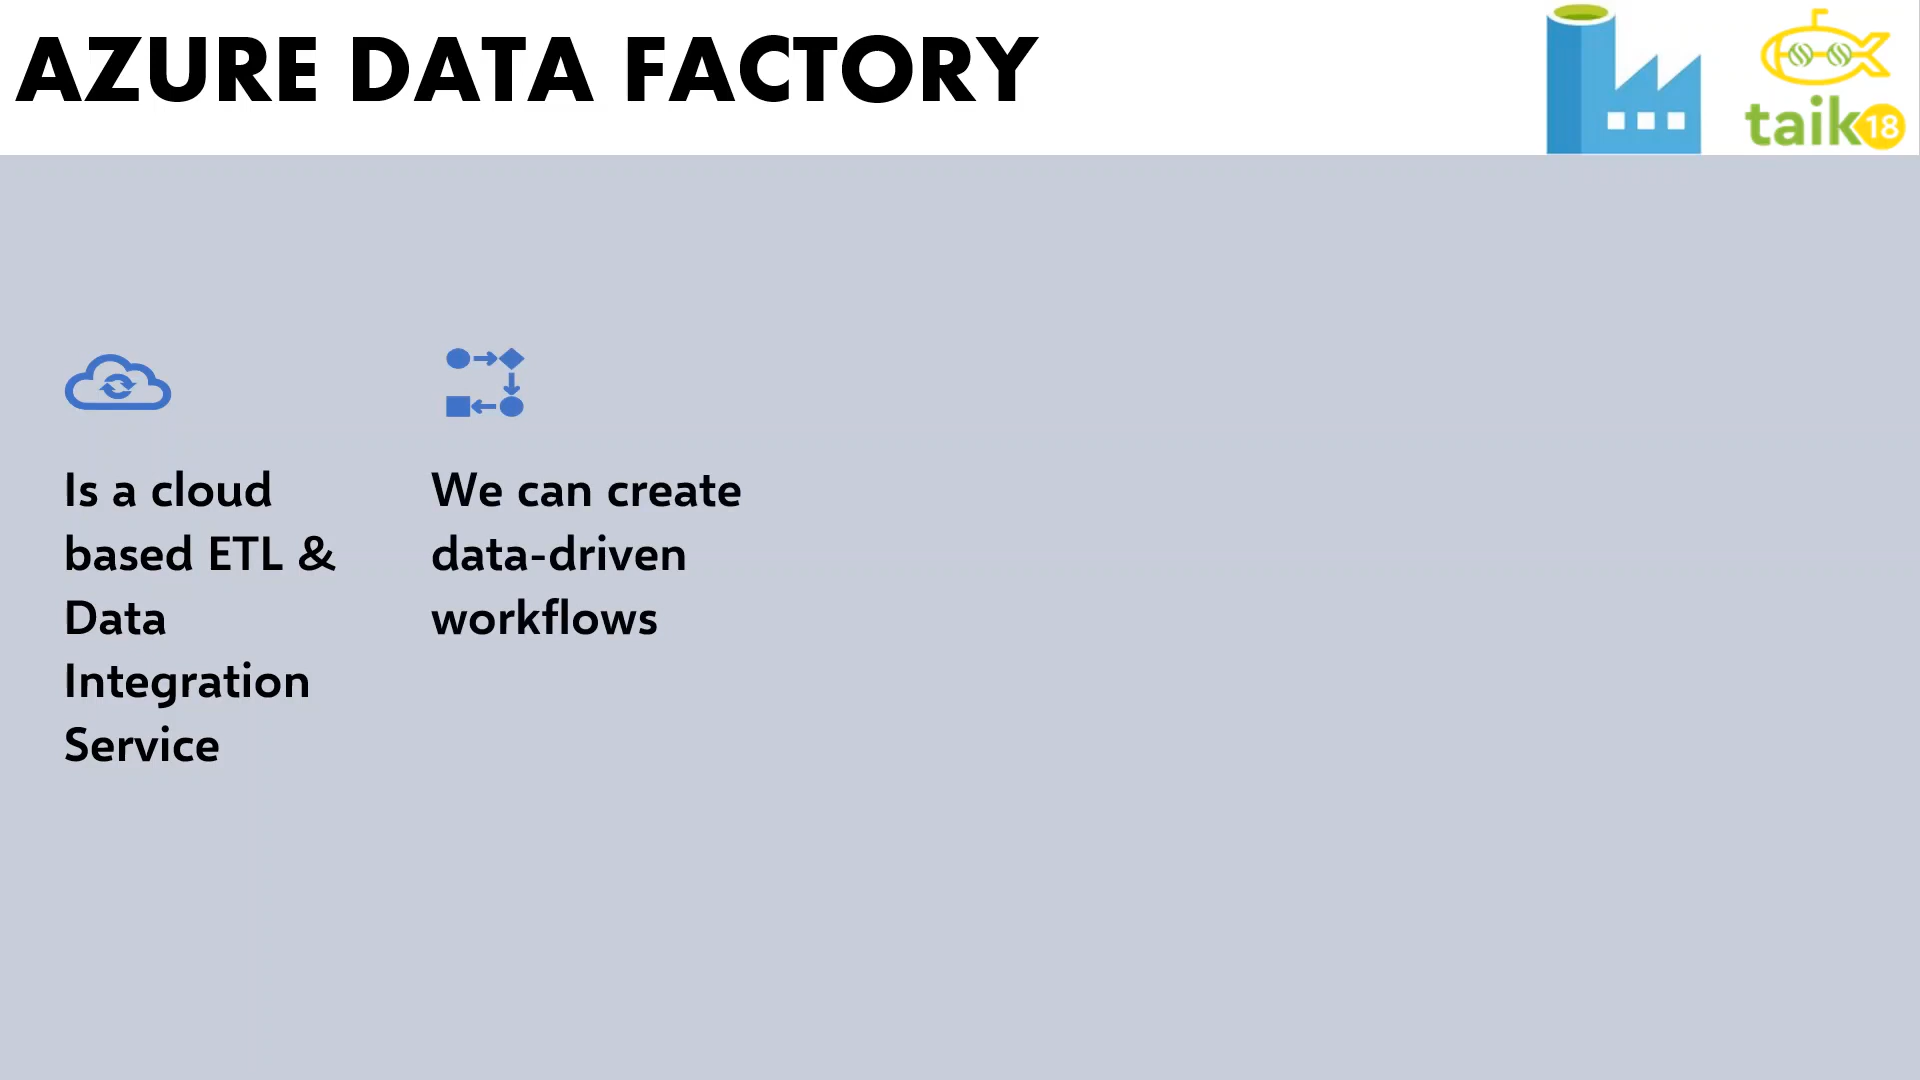 AZURE DATA FACTORY
taik18
Is a cloud
based ETL &
Data
Integration
Service
We can create
data-driven
workflows